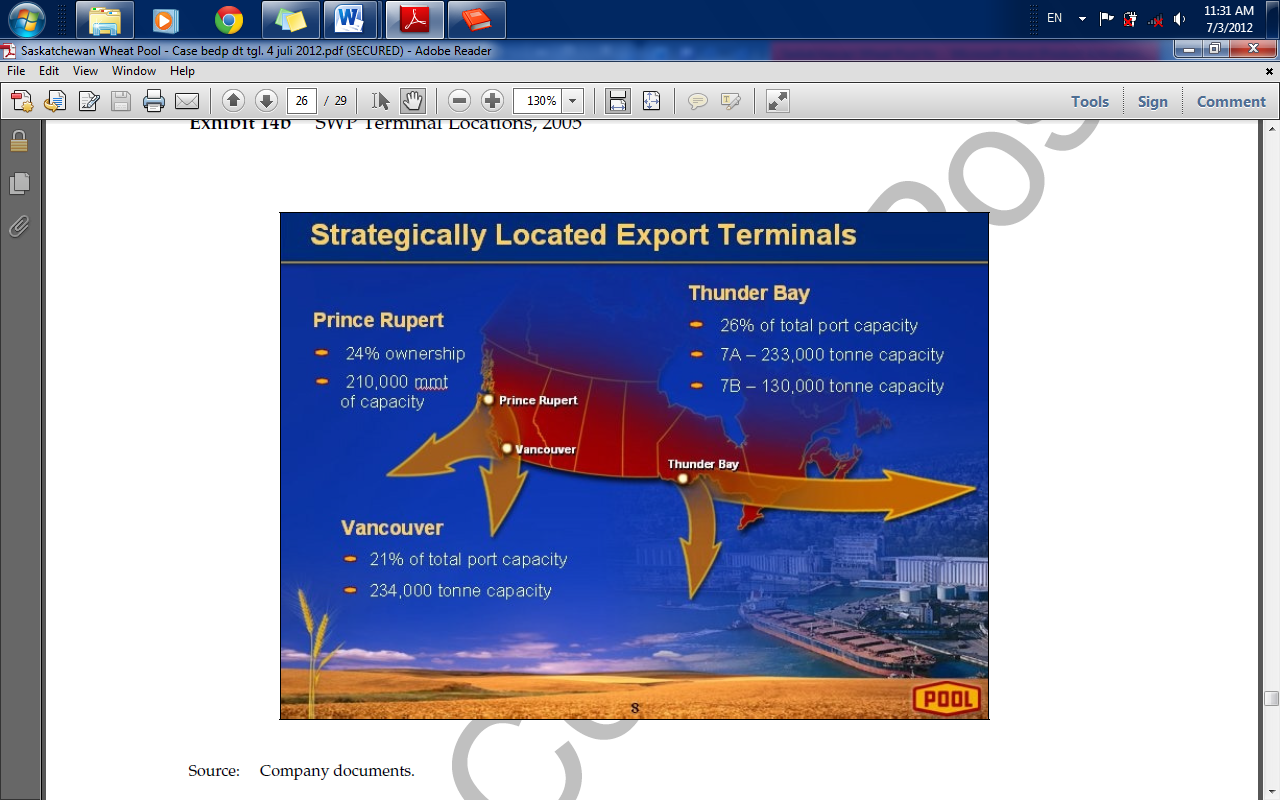 11:31 AM
EN
7/3/2012
Saskatchewan Wheat Pool - Case bedp dt tgl. 4 juli 2012.pdf (SECURED) - Adobe Reader
File Edit View Window Help
26 / 29 130% Tools Sign Comment
Exhibit 14b SWP Terminal Locations, 2005
Strategically Located Export Terminals
Prince Rupert
24% ownership
210,000 mmt
of capacity
Thunder Bay
26% of total port capacity
7A – 233,000 tonne capacity
7B – 130,000 tonne capacity
Prince Rupert
Vancouver
Thunder Bay
Vancouver
21% of total port capacity
234,000 tonne capacity
8
POOL
Source: Company documents.